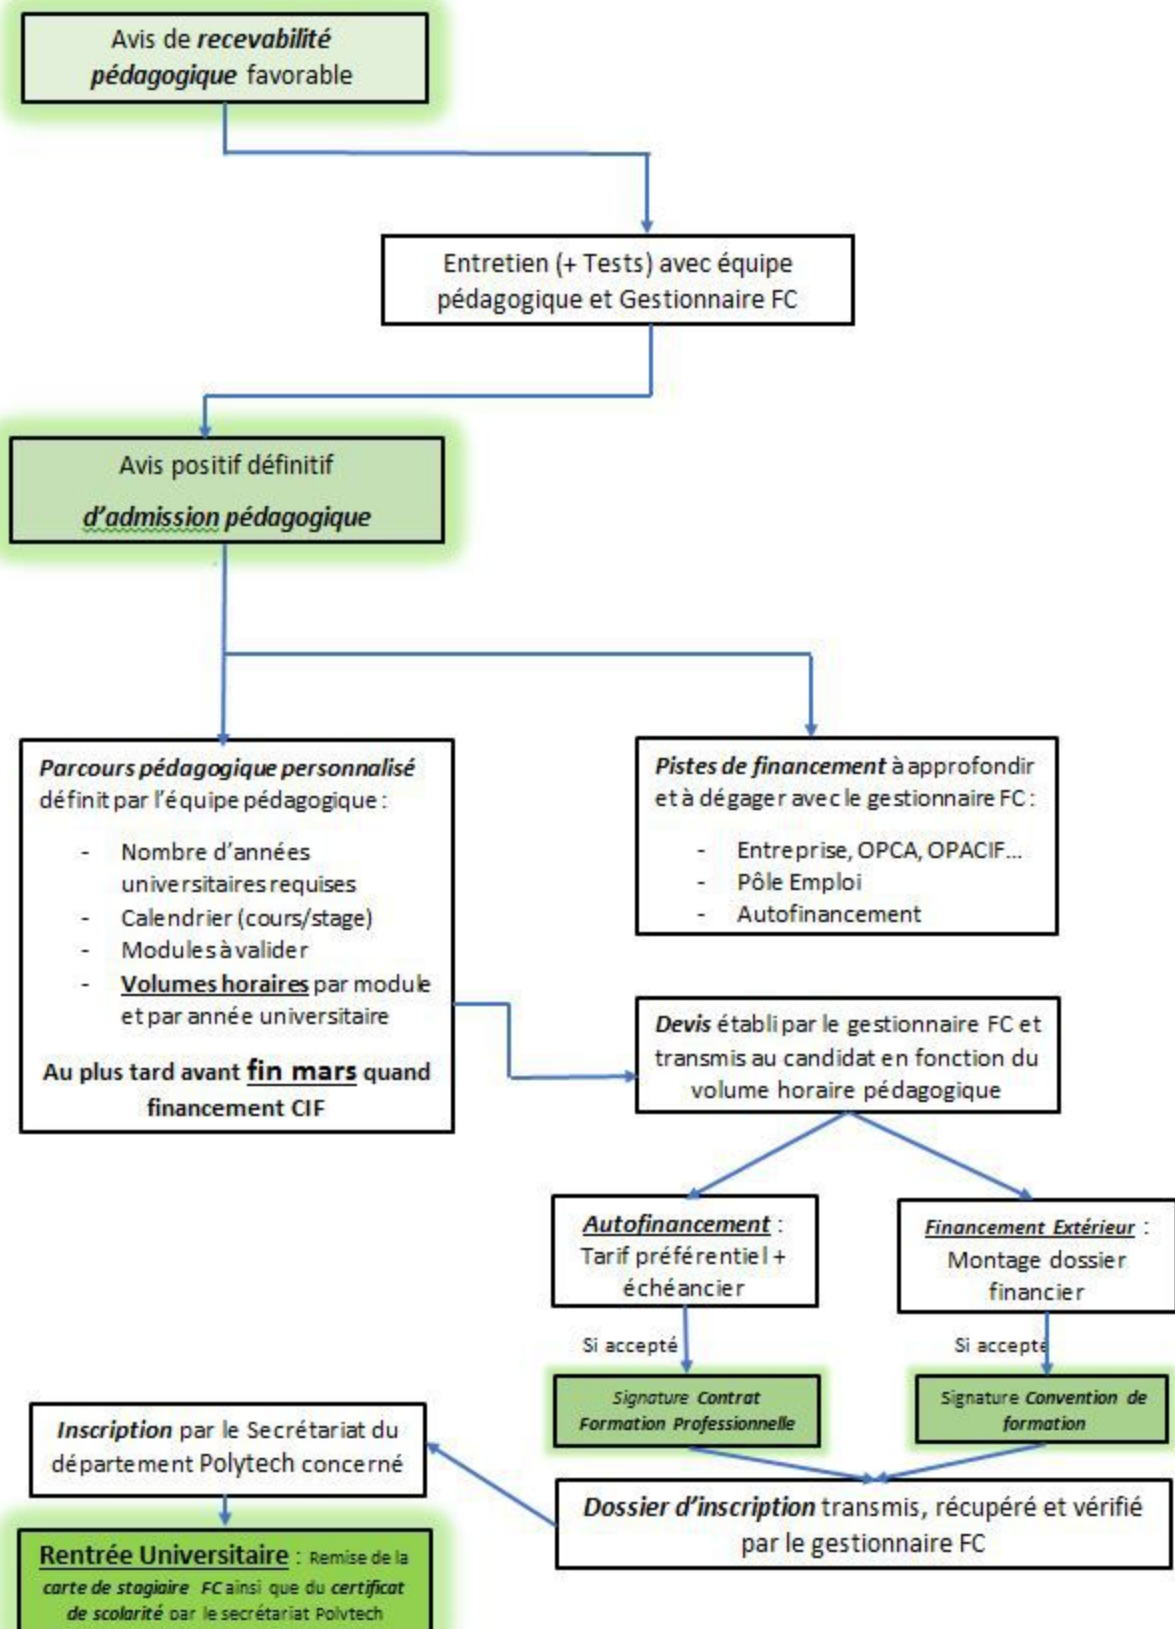 Avis de recevabilité
pédagogique favorable
Entretien (+ Tests) avec équipe
pédagogique et Gestionnaire FC
Avis positif définitif
d'admission pédagogique
Parcours pédagogique personnalisé
définit par l'équipe pédagogique :
- Nombre d'années
universitaires requises
- Calendrier (cours/stage)
- Modules à valider
- Volumes horaires par module
et par année universitaire
Au plus tard avant fin mars quand
financement CIF
Pistes de financement à approfondir
et à dégager avec le gestionnaire FC :
- Entreprise, OPCA, OPACIF...
- Pôle Emploi
- Autofinancement
Devis établi par le gestionnaire FC et
transmis au candidat en fonction du
volume horaire pédagogique
Autofinancement :
Tarif préférentiel +
échéancier
Financement Extérieur :
Montage dossier
financier
Si accepté
Si accepté
Signature Contrat
Formation Professionnelle
Signature Convention de
formation
Dossier d'inscription transmis, récupéré et vérifié
par le gestionnaire FC
Inscription par le Secrétariat du
département Polytech concerné
Rentrée Universitaire : Remise de la
carte de stagiaire FC ainsi que du certificat
de scolarité par le secrétariat Polytech